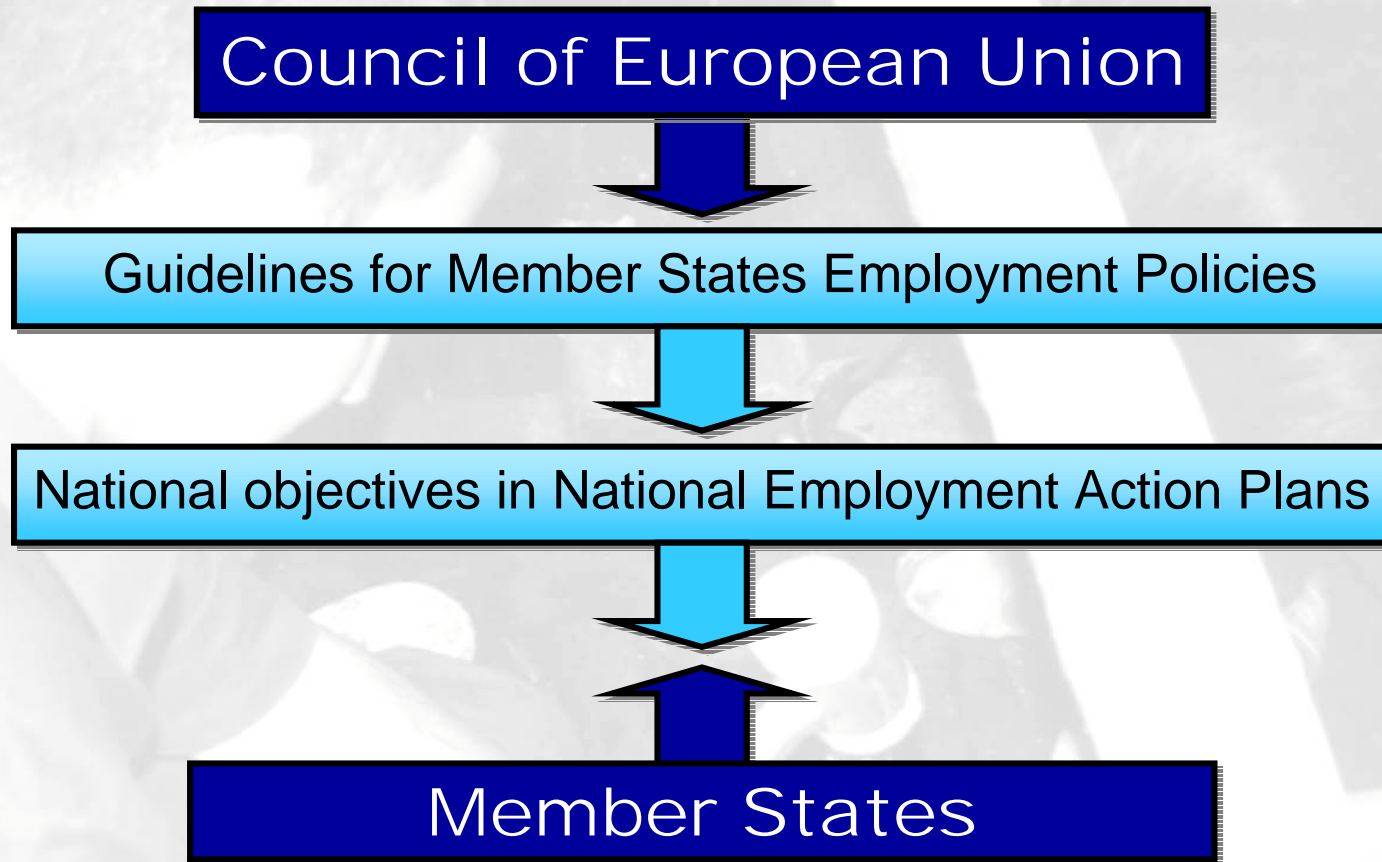 Council of European Union
Guidelines for Member States Employment Policies
National objectives in National Employment Action Plans
Member States